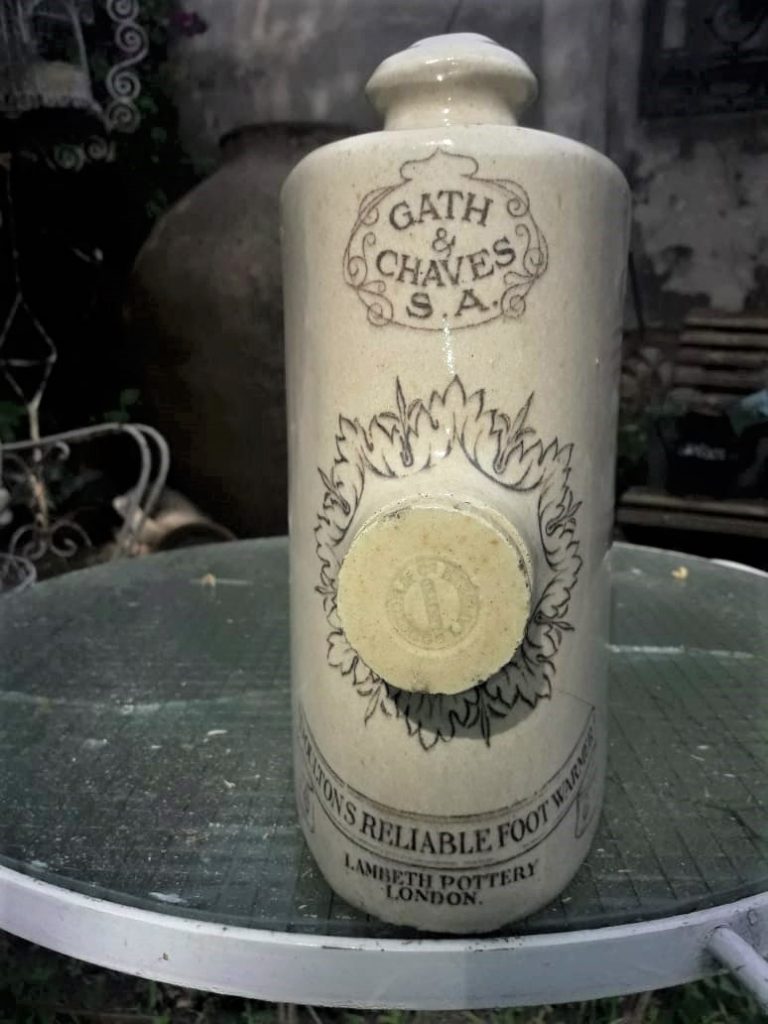 GATH
&
CHAVES
S.A.
RELIABLE FOOT WARMER
LAMBETH POTTERY
LONDON.